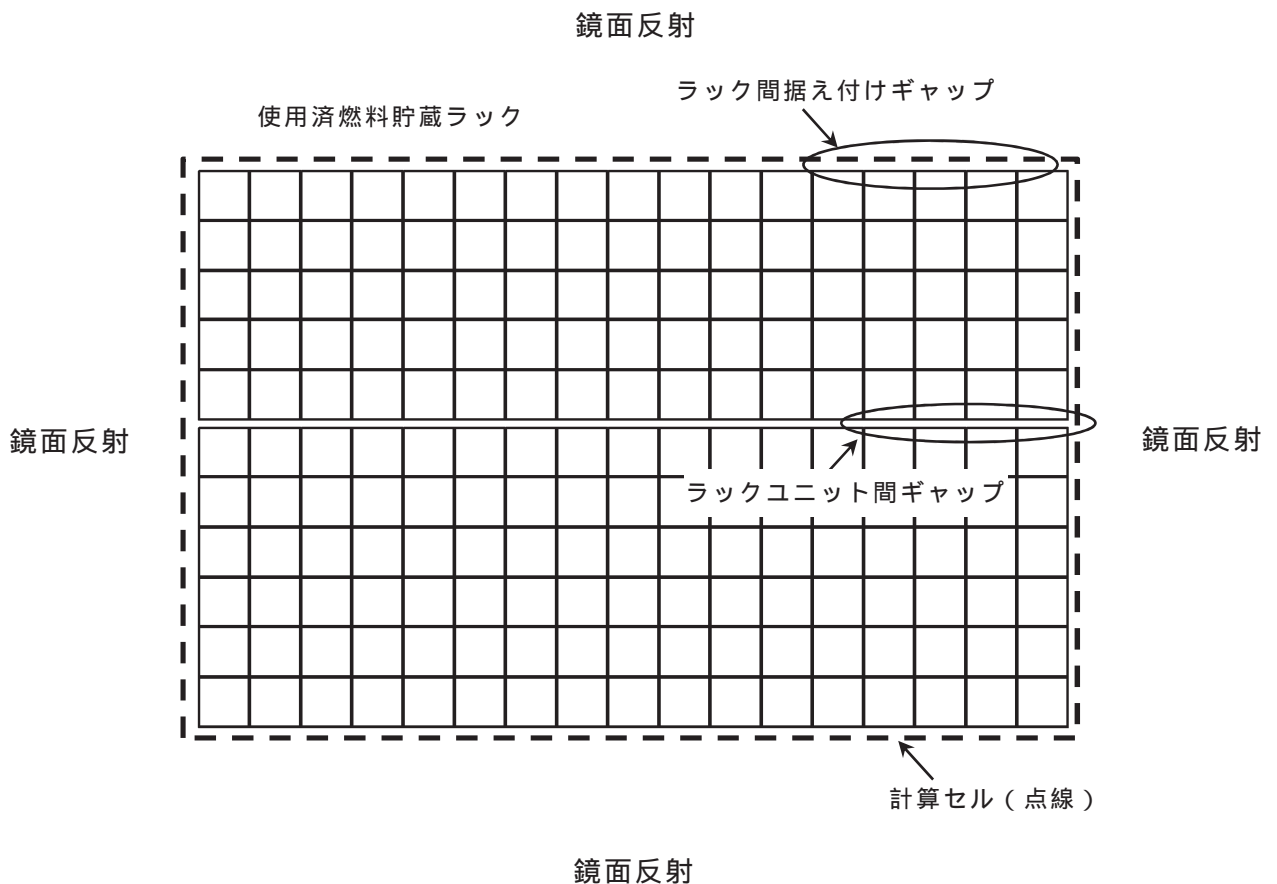 鏡面反射
ラック間据え付けギャップ
使用済燃料貯蔵ラック
鏡面反射
鏡面反射
ラックユニット間ギャップ
計算セル(点線)
鏡面反射